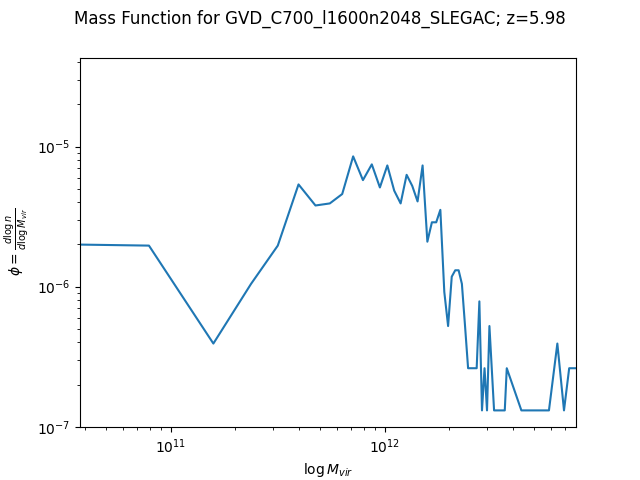 Mass Function for GVD_C700_l1600n2048_SLEGAC; z=5.98
10⁻⁵
10⁻⁶
10⁻⁷
ϕ = d log n / d log M_vir
10¹¹
10¹²
log M_vir